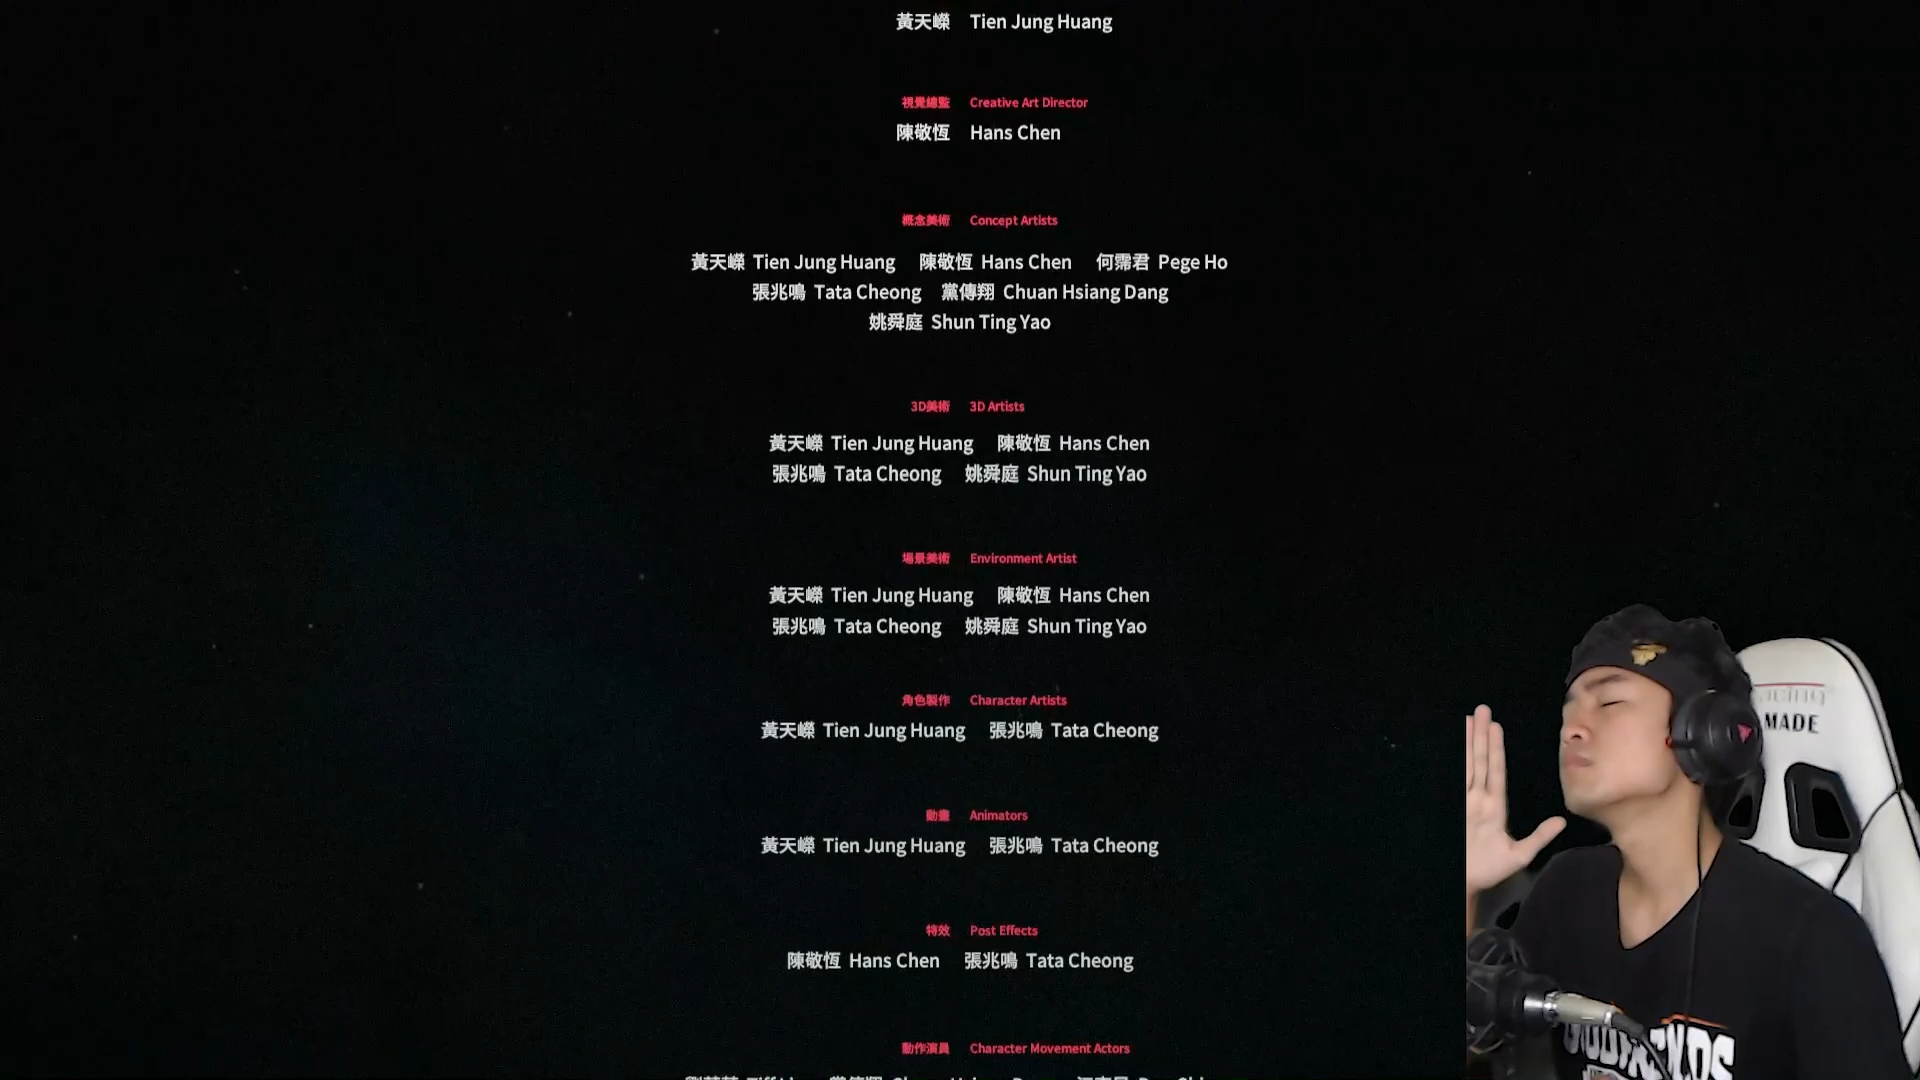 黃天嶸 Tien Jung Huang
視覺總監 Creative Art Director
陳敬恆 Hans Chen
概念美術 Concept Artists
黃天嶸 Tien Jung Huang 陳敬恆 Hans Chen 何霈君 Pege Ho
張兆鳴 Tata Cheong 黨傳翔 Chuan Hsiang Dang
姚舜庭 Shun Ting Yao
3D美術 3D Artists
黃天嶸 Tien Jung Huang 陳敬恆 Hans Chen
張兆鳴 Tata Cheong 姚舜庭 Shun Ting Yao
場景美術 Environment Artist
黃天嶸 Tien Jung Huang 陳敬恆 Hans Chen
張兆鳴 Tata Cheong 姚舜庭 Shun Ting Yao
角色製作 Character Artists
黃天嶸 Tien Jung Huang 張兆鳴 Tata Cheong
動畫 Animators
黃天嶸 Tien Jung Huang 張兆鳴 Tata Cheong
特效 Post Effects
陳敬恆 Hans Chen 張兆鳴 Tata Cheong
動作演員 Character Movement Actors
MADE